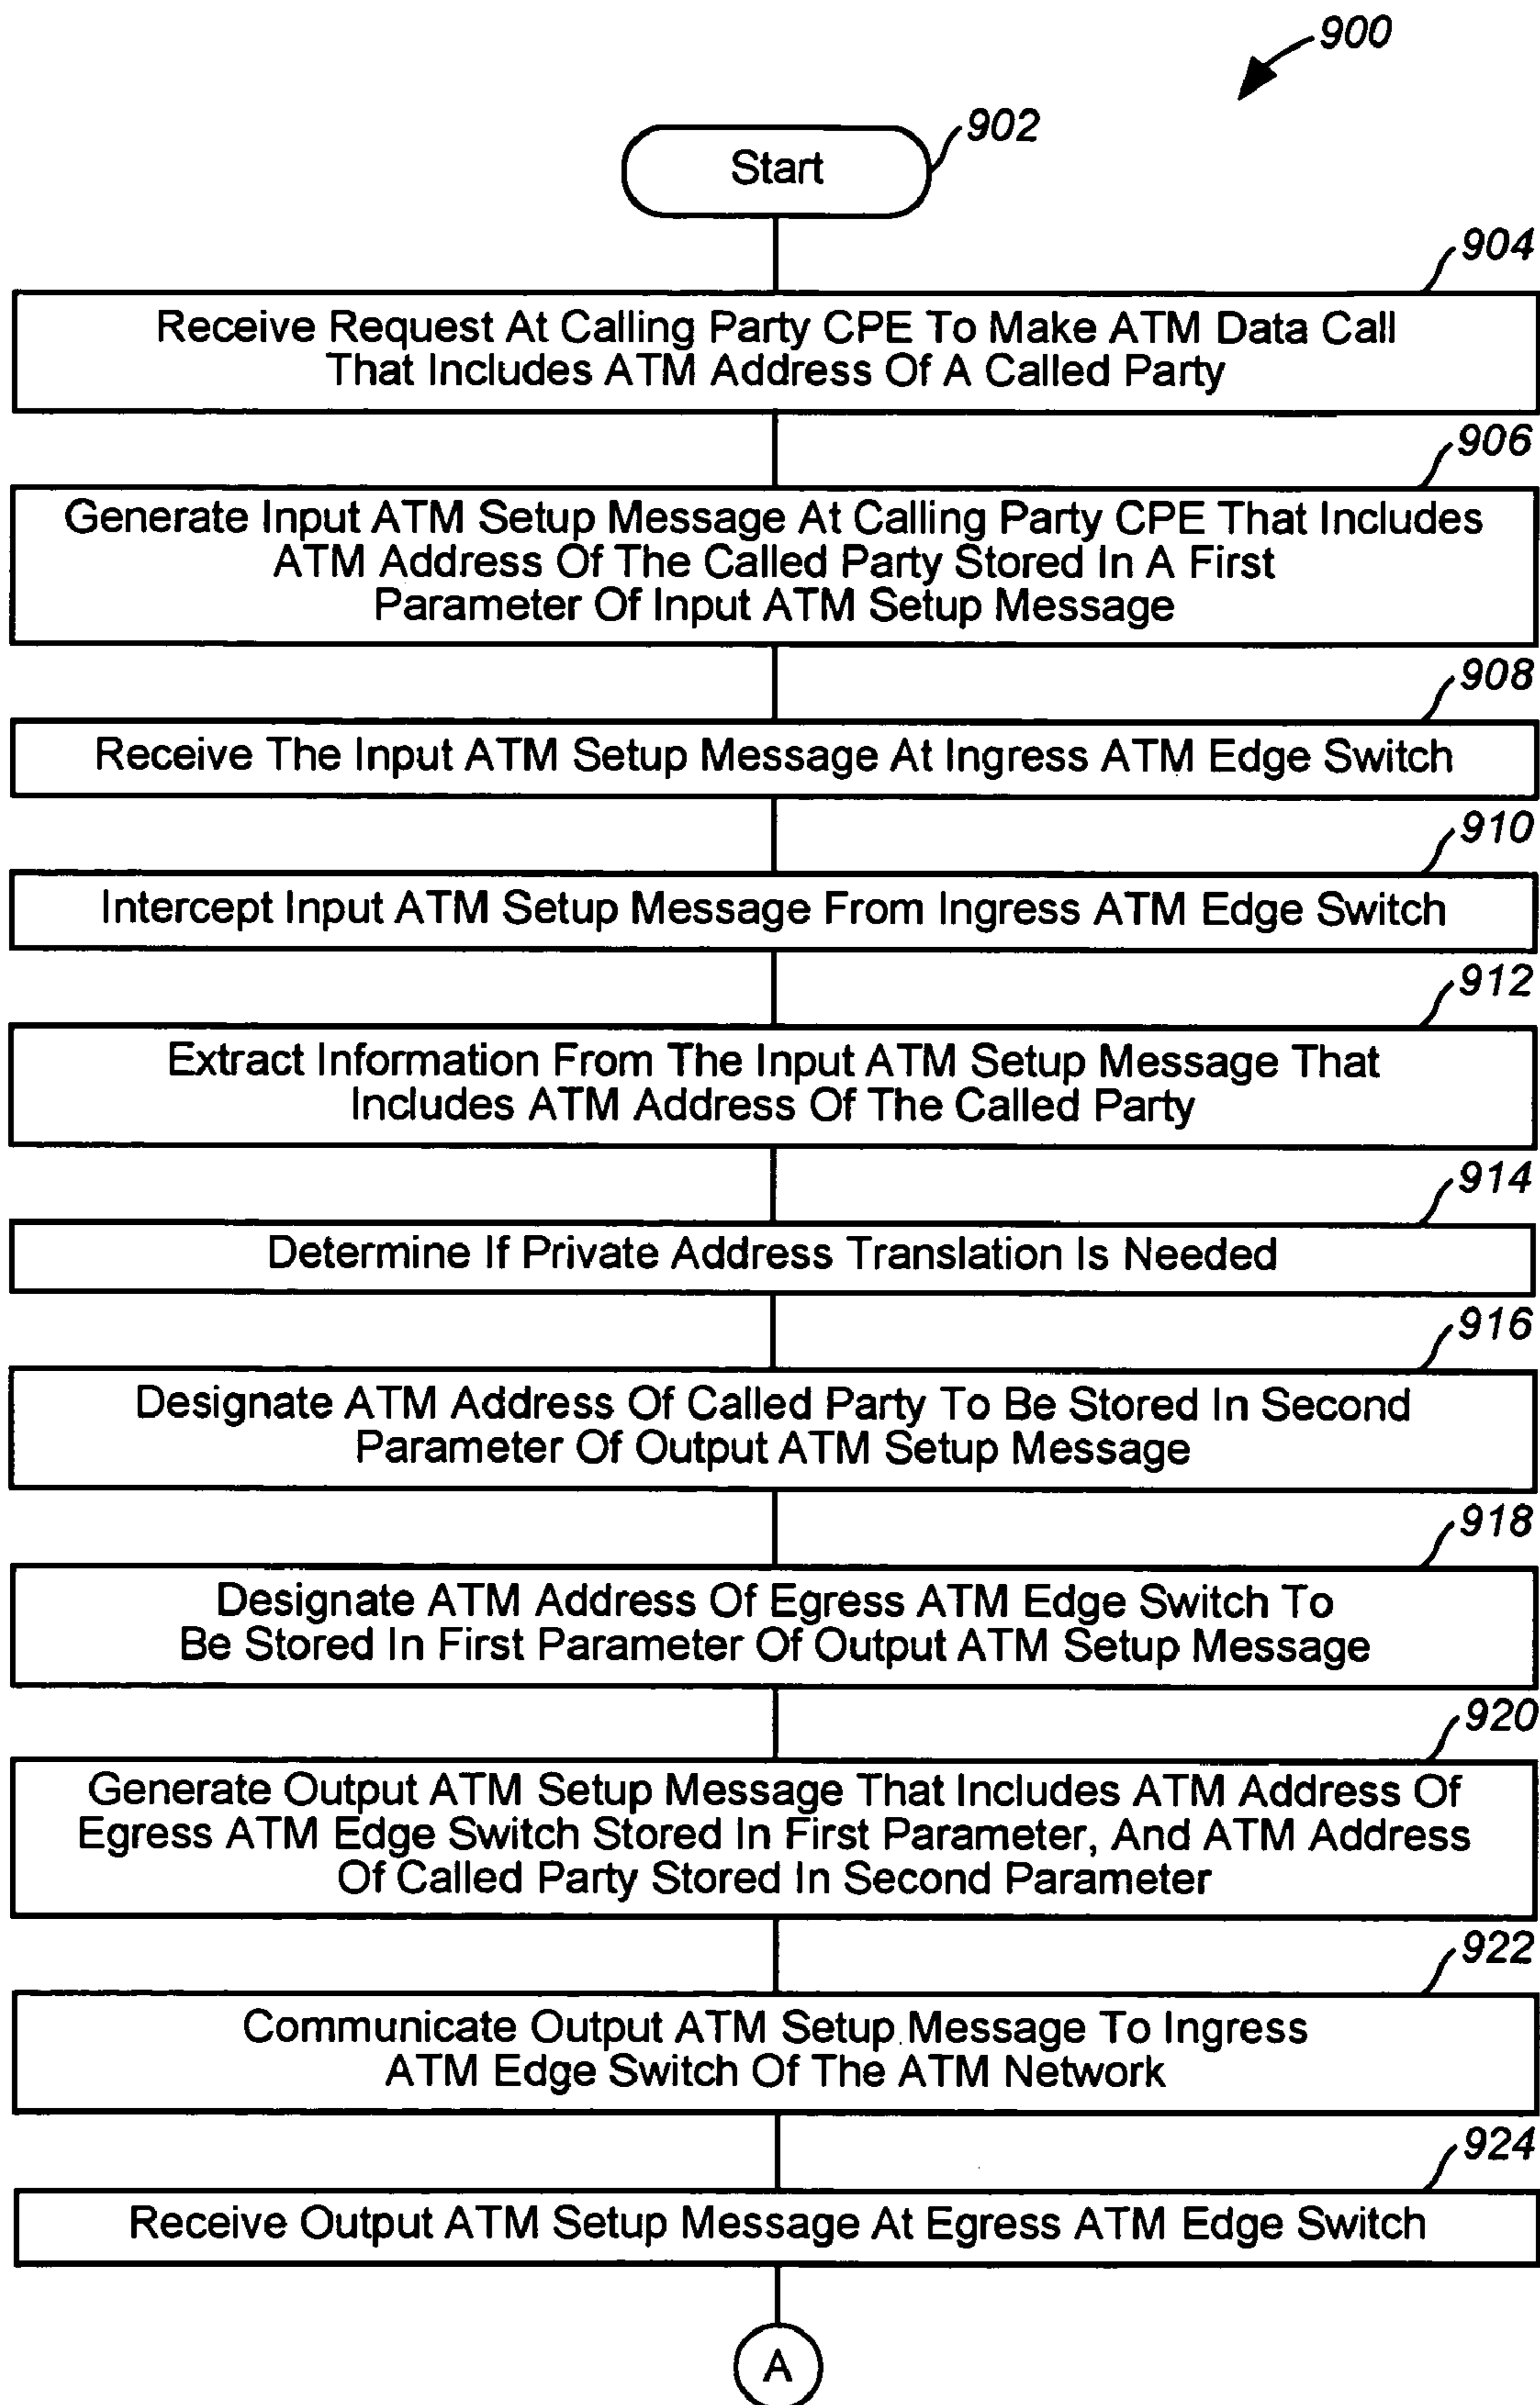 900
902
Start
904
Receive Request At Calling Party CPE To Make ATM Data Call
That Includes ATM Address Of A Called Party
906
Generate Input ATM Setup Message At Calling Party CPE That Includes
ATM Address Of The Called Party Stored In A First
Parameter Of Input ATM Setup Message
908
Receive The Input ATM Setup Message At Ingress ATM Edge Switch
910
Intercept Input ATM Setup Message From Ingress ATM Edge Switch
912
Extract Information From The Input ATM Setup Message That
Includes ATM Address Of The Called Party
914
Determine If Private Address Translation Is Needed
916
Designate ATM Address Of Called Party To Be Stored In Second
Parameter Of Output ATM Setup Message
918
Designate ATM Address Of Egress ATM Edge Switch To
Be Stored In First Parameter Of Output ATM Setup Message
920
Generate Output ATM Setup Message That Includes ATM Address Of
Egress ATM Edge Switch Stored In First Parameter, And ATM Address
Of Called Party Stored In Second Parameter
922
Communicate Output ATM Setup Message To Ingress
ATM Edge Switch Of The ATM Network
924
Receive Output ATM Setup Message At Egress ATM Edge Switch
A